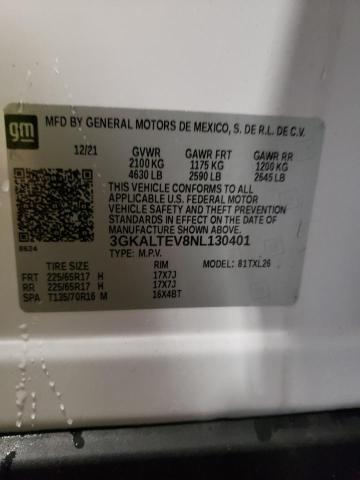 gm MFD BY GENERAL MOTORS DE MEXICO, S. DE R.L. DE C.V.
12/21 GVWR GAWR FRT GAWR RR
2100 KG 1175 KG 1200 KG
4630 LB 2590 LB 2645 LB
THIS VEHICLE CONFORMS TO ALL
APPLICABLE U.S. FEDERAL MOTOR
VEHICLE SAFETY, BUMPER, AND THEFT PREVENTION
STANDARDS IN EFFECT ON THE DATE OF
MANUFACTURE SHOWN ABOVE.
8624 3GKALTEV8NL130401
TYPE: M.P.V. MODEL: 81TXL26
TIRE SIZE RIM
FRT 225/65R17 H 17X7J
RR 225/65R17 H 17X7J
SPA T135/70R16 M 16X4BT